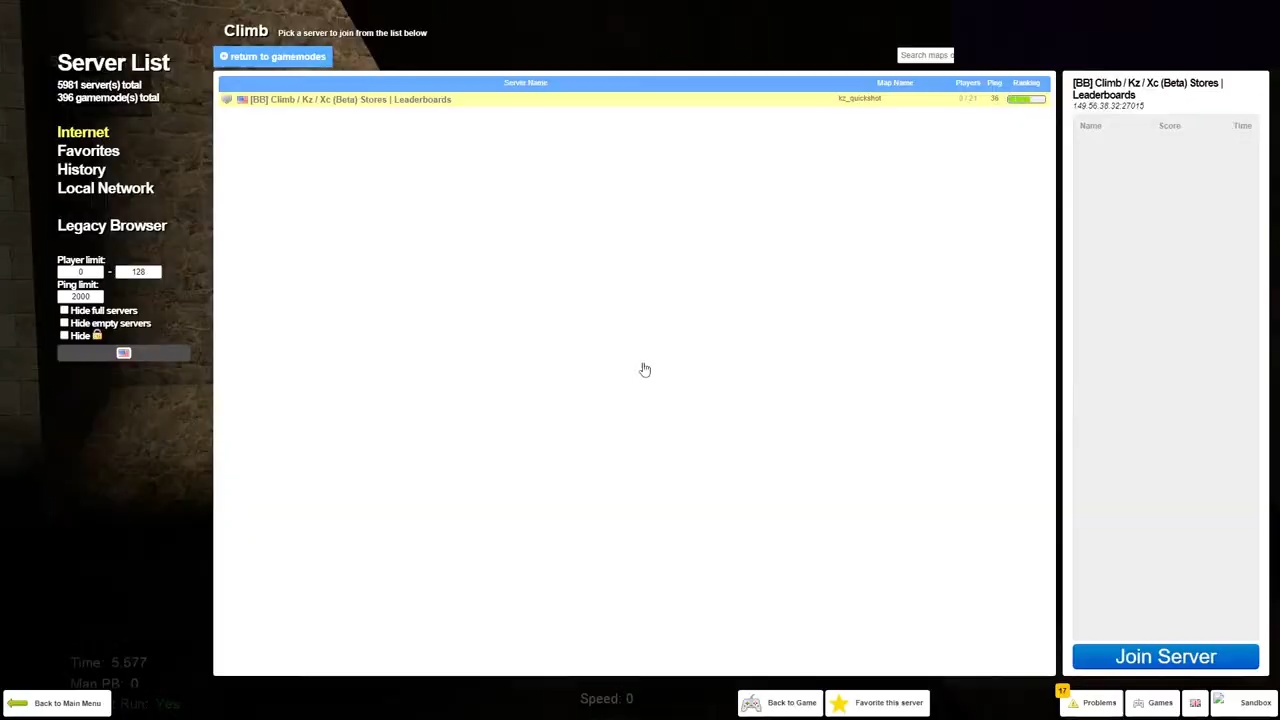 Climb Pick a server to join from the list below
Server List
5981 server(s) total
396 gamemode(s) total
Internet
Favorites
History
Local Network
Legacy Browser
Player limit:
0 - 128
Ping limit:
2000
Hide full servers
Hide empty servers
Hide
return to gamemodes
Search maps
Server Name Map Name Players Ping Ranking
[BB] Climb / Kz / Xc (Beta) Stores | Leaderboards kz_quickshot 0 / 21 36
[BB] Climb / Kz / Xc (Beta) Stores |
Leaderboards
149.56.38.32:27015
Name Score Time
Join Server
Time: 5.577
Map PB: 0
Run: Yes
Speed: 0
Back to Main Menu
Back to Game
Favorite this server
17
Problems
Games
Sandbox